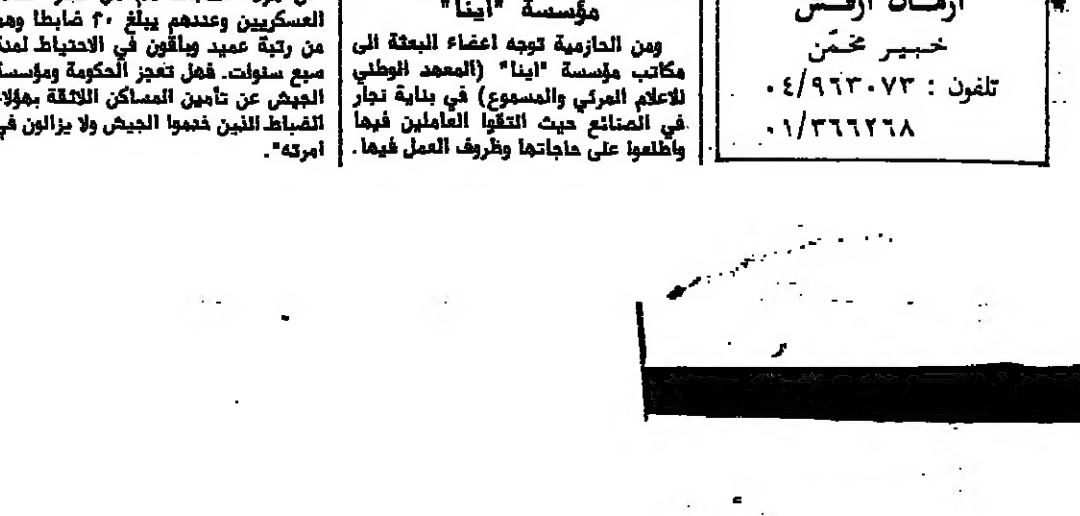 خبير مخمّن
تلفون : ٠٤/٩٦٣٠٧٣
٠١/٣٦٦٢٦٨
مؤسسة "اينا"
ومن الحازمية توجه اعضاء البعثة الى
مكاتب مؤسسة "اينا" (المعهد الوطني
للاعلام المرئي والمسموع) في بناية نجار
في الصنائع حيث التقوا العاملين فيها
واطلعوا على حاجاتها وظروف العمل فيها.
العسكريين وعددهم يبلغ ٢٠ ضابطا وهم
من رتبة عميد وباقون في الاحتياط لمدة
سبع سنوات. فهل تعجز الحكومة ومؤسسة
الجيش عن تأمين المساكن اللائقة بهؤلاء
الضباط الذين خدموا الجيش ولا يزالون في
امرته".